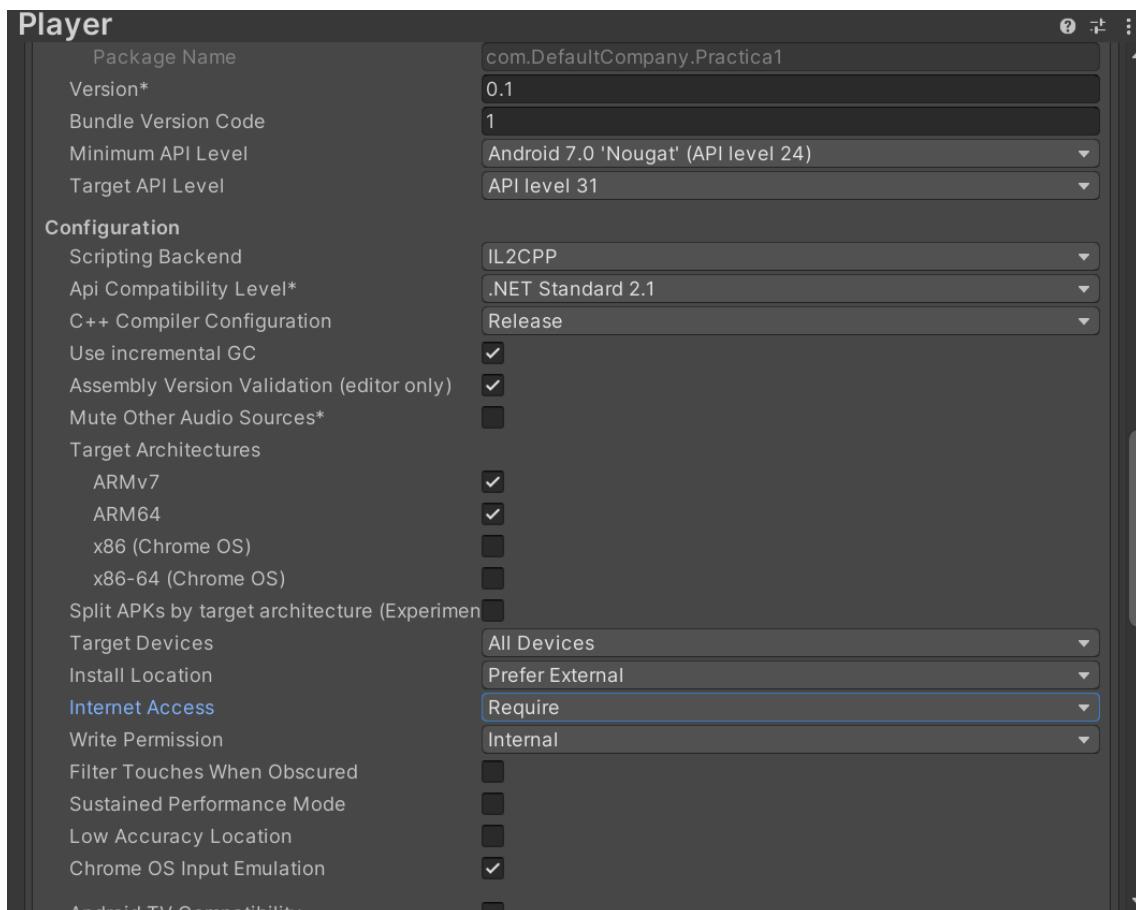 Player
Package Name com.DefaultCompany.Practica1
Version* 0.1
Bundle Version Code 1
Minimum API Level Android 7.0 'Nougat' (API level 24)
Target API Level API level 31
Configuration
Scripting Backend IL2CPP
Api Compatibility Level* .NET Standard 2.1
C++ Compiler Configuration Release
Use incremental GC
Assembly Version Validation (editor only)
Mute Other Audio Sources*
Target Architectures
ARMv7
ARM64
x86 (Chrome OS)
x86-64 (Chrome OS)
Split APKs by target architecture (Experimen
Target Devices All Devices
Install Location Prefer External
Internet Access Require
Write Permission Internal
Filter Touches When Obscured
Sustained Performance Mode
Low Accuracy Location
Chrome OS Input Emulation
Android TV Compatibility